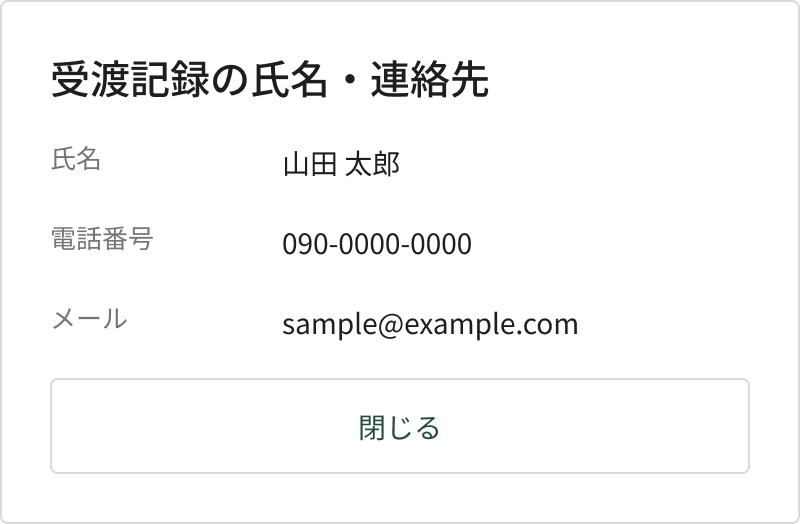 受渡記録の氏名・連絡先
氏名
山田 太郎
電話番号
090-0000-0000
メール
sample@example.com
閉じる